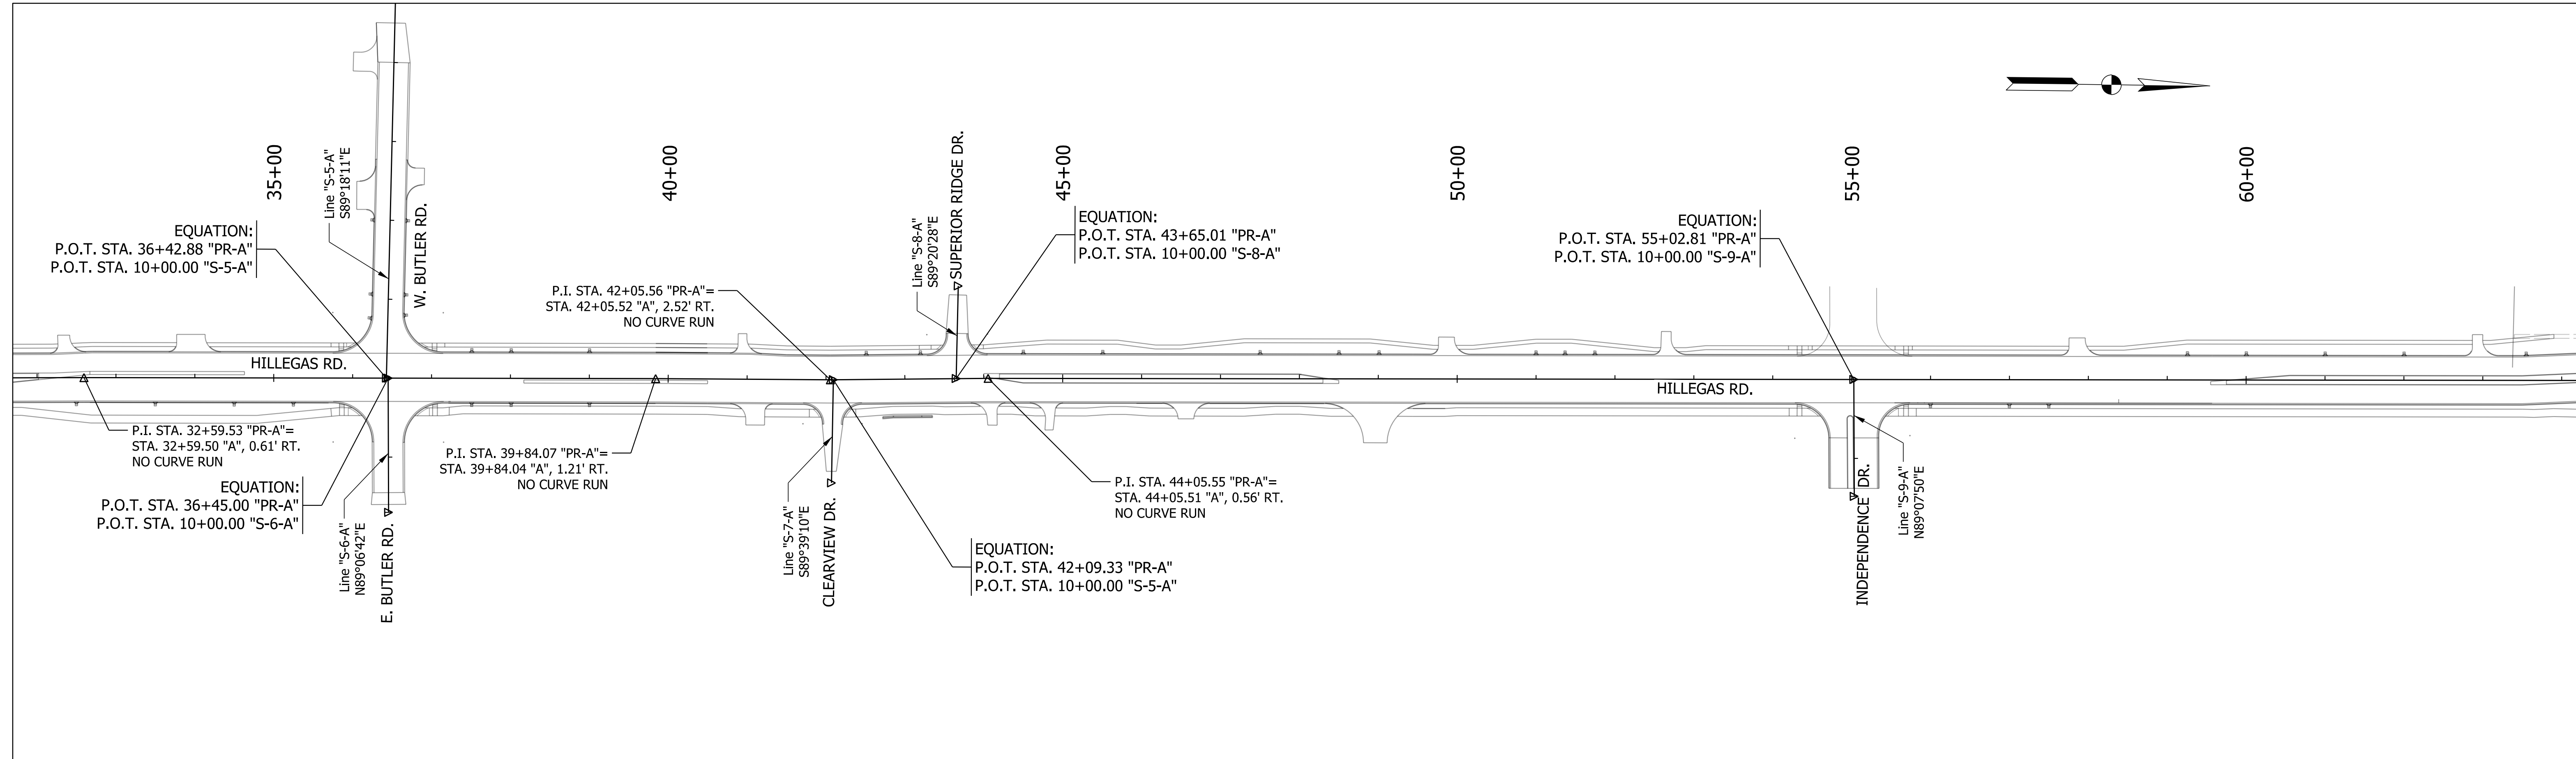 35+00
40+00
45+00
50+00
55+00
60+00
Line "S-5-A"
S89°18'11"E
W. BUTLER RD.
EQUATION:
P.O.T. STA. 36+42.88 "PR-A"
P.O.T. STA. 10+00.00 "S-5-A"
P.I. STA. 42+05.56 "PR-A"=
STA. 42+05.52 "A", 2.52' RT.
NO CURVE RUN
Line "S-8-A"
S89°20'28"E
SUPERIOR RIDGE DR.
EQUATION:
P.O.T. STA. 43+65.01 "PR-A"
P.O.T. STA. 10+00.00 "S-8-A"
EQUATION:
P.O.T. STA. 55+02.81 "PR-A"
P.O.T. STA. 10+00.00 "S-9-A"
HILLEGAS RD.
HILLEGAS RD.
P.I. STA. 32+59.53 "PR-A"=
STA. 32+59.50 "A", 0.61' RT.
NO CURVE RUN
EQUATION:
P.O.T. STA. 36+45.00 "PR-A"
P.O.T. STA. 10+00.00 "S-6-A"
Line "S-6-A"
N89°06'42"E
E. BUTLER RD.
P.I. STA. 39+84.07 "PR-A"=
STA. 39+84.04 "A", 1.21' RT.
NO CURVE RUN
Line "S-7-A"
S89°39'10"E
CLEARVIEW DR.
EQUATION:
P.O.T. STA. 42+09.33 "PR-A"
P.O.T. STA. 10+00.00 "S-5-A"
P.I. STA. 44+05.55 "PR-A"=
STA. 44+05.51 "A", 0.56' RT.
NO CURVE RUN
INDEPENDENCE DR.
Line "S-9-A"
N89°07'50"E